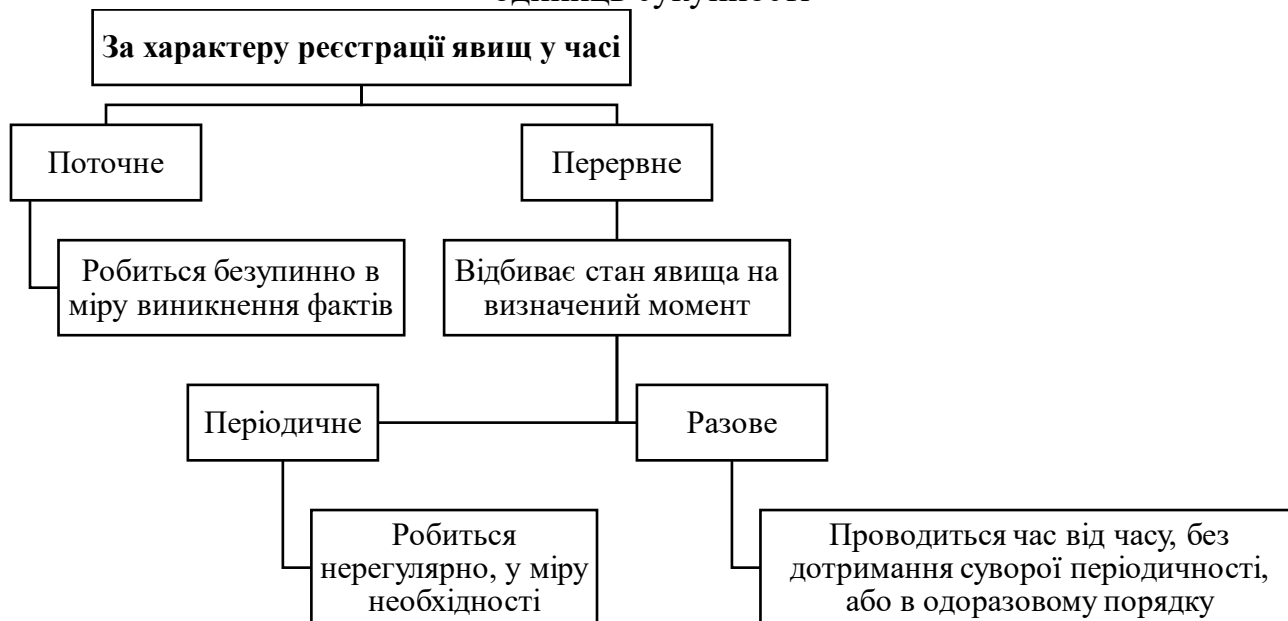 За характеру реєстрації явищ у часі
Поточне
Перервне
Робиться безупинно в
міру виникнення фактів
Відбиває стан явища на
визначений момент
Періодичне
Разове
Робиться
нерегулярно, у міру
необхідності
Проводиться час від часу, без
дотримання суворої періодичності,
або в одоразовому порядку